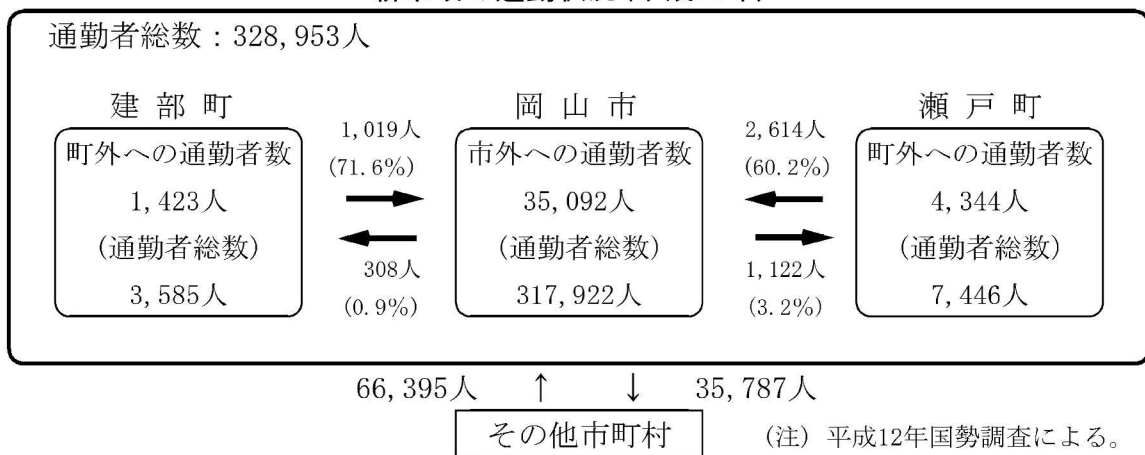 通勤者総数：328,953人
建部町
岡山市
瀬戸町
町外への通勤者数
1,423人
(通勤者総数)
3,585人
1,019人
(71.6%)
308人
(0.9%)
市外への通勤者数
35,092人
(通勤者総数)
317,922人
2,614人
(60.2%)
1,122人
(3.2%)
町外への通勤者数
4,344人
(通勤者総数)
7,446人
66,395人 ↑ ↓ 35,787人
その他市町村
(注) 平成12年国勢調査による。